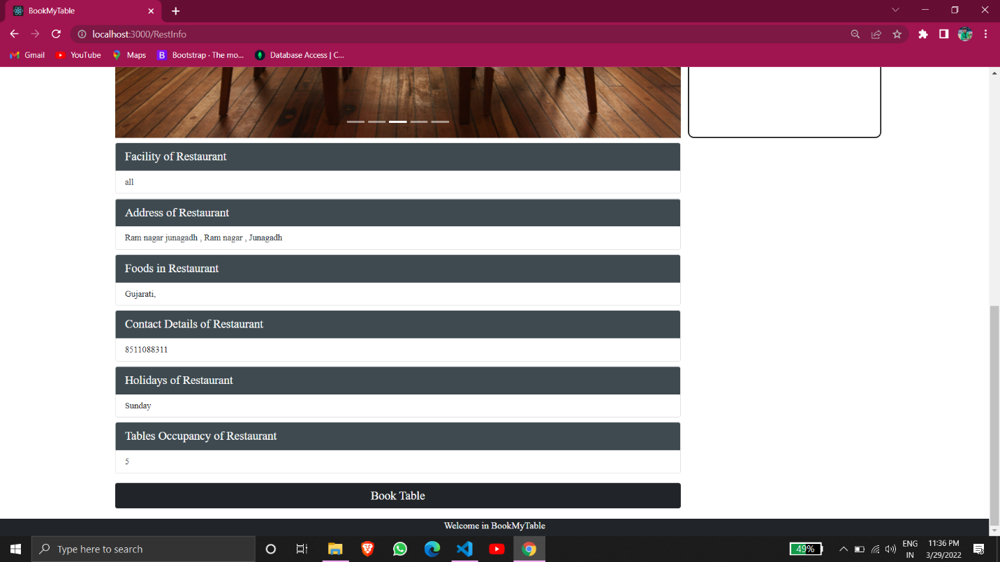 BookMyTable
localhost:3000/RestInfo
Gmail
YouTube
Maps
B
Bootstrap · The mo...
Database Access | C...
Facility of Restaurant
all
Address of Restaurant
Ram nagar junagadh , Ram nagar , Junagadh
Foods in Restaurant
Gujarati,
Contact Details of Restaurant
8511088311
Holidays of Restaurant
Sunday
Tables Occupancy of Restaurant
5
Book Table
Welcome in BookMyTable
Type here to search
49%
ENG
IN
11:36 PM
3/29/2022